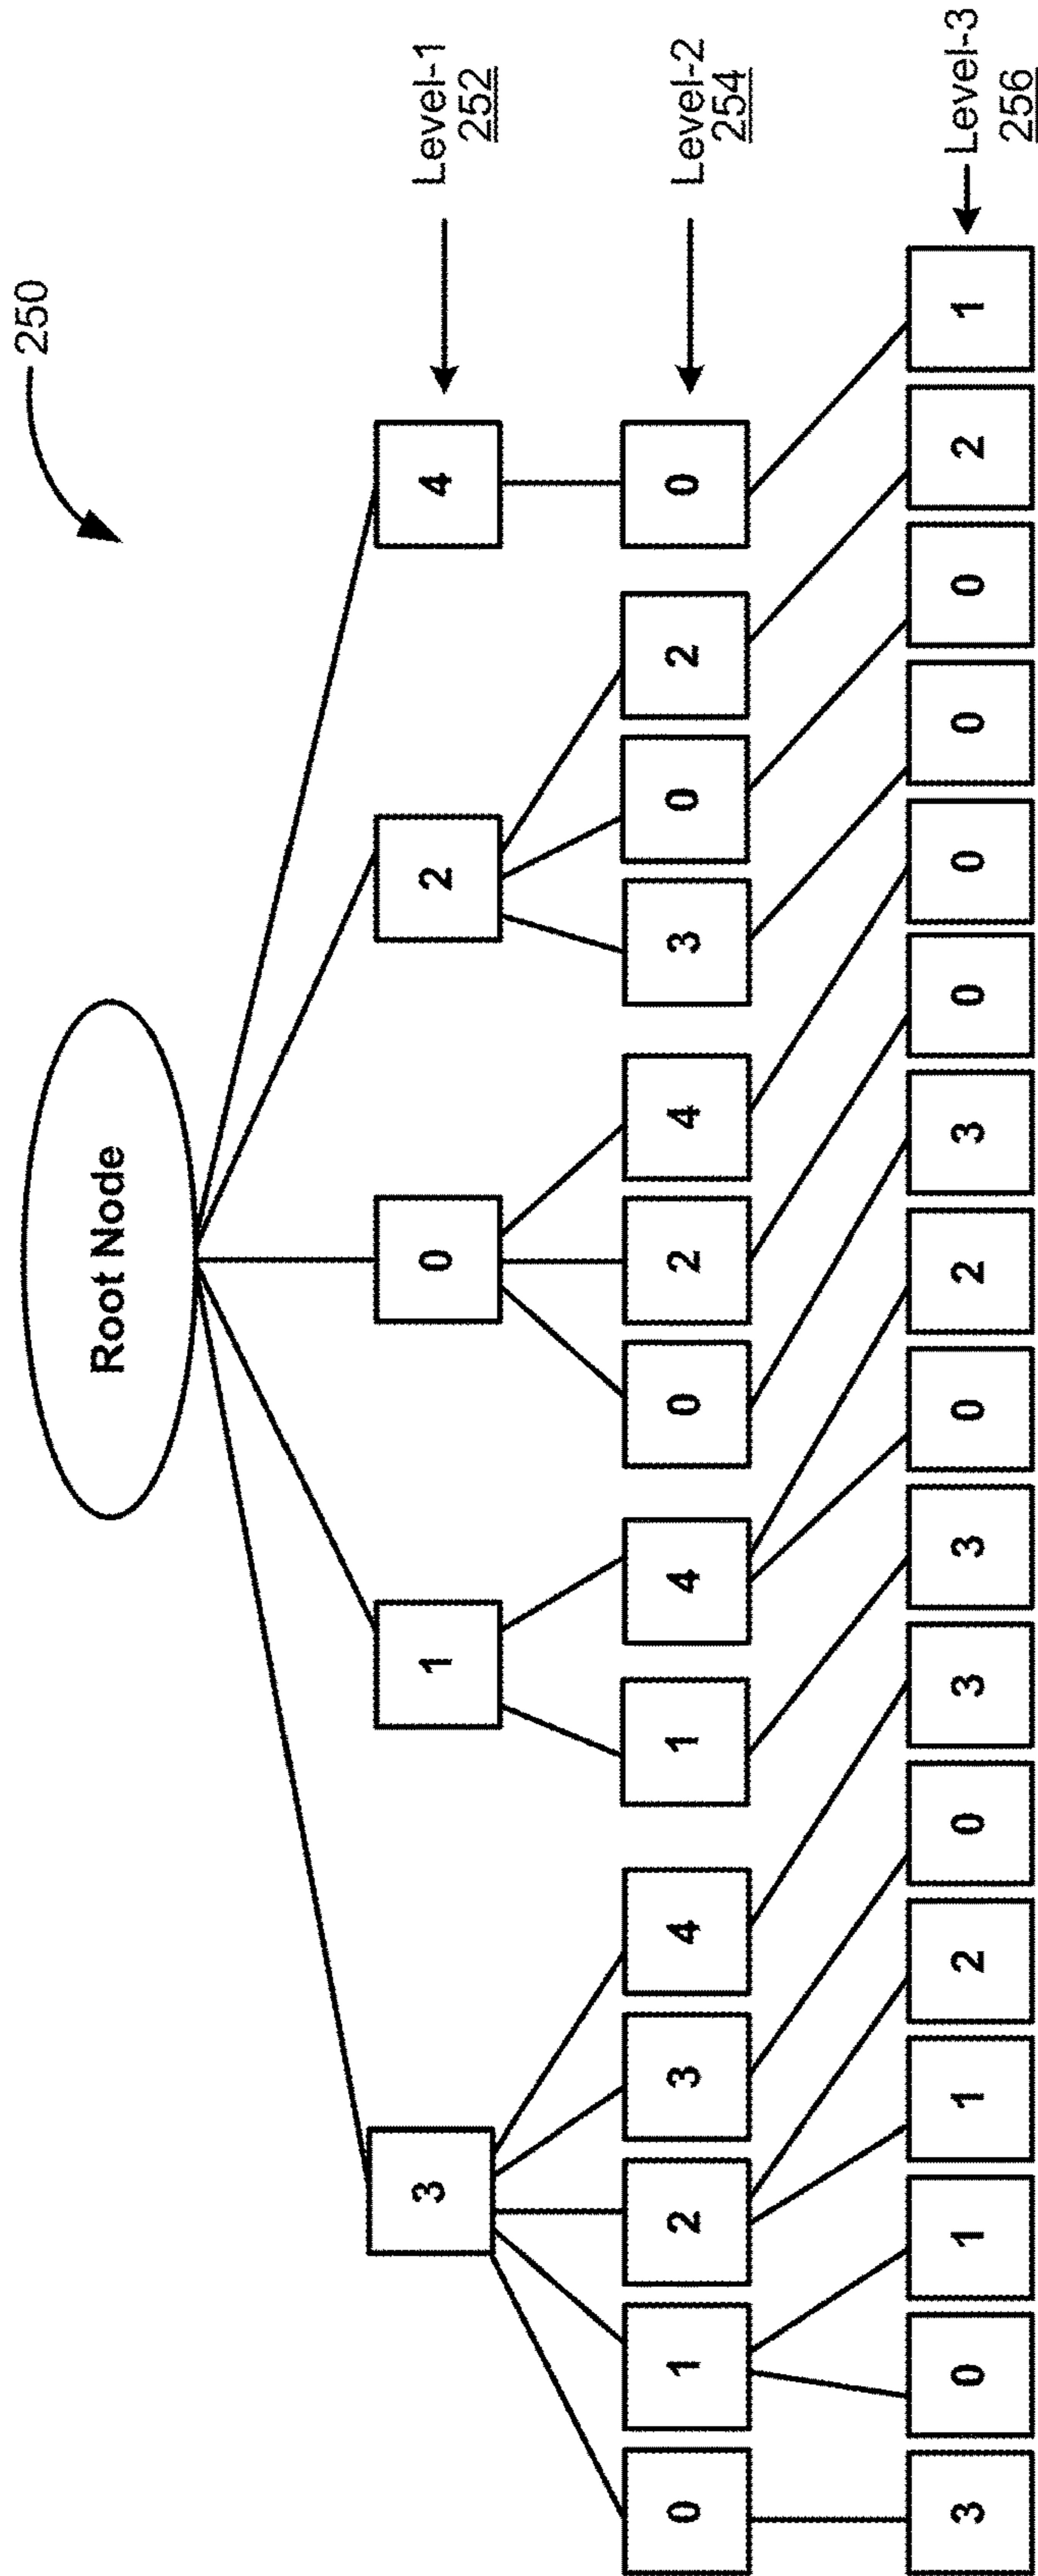 250
Root Node
Level-1
252
3 1 0 2 4
Level-2
254
0 1 2 3 4 1 4 0 2 4 3 0 2 0
Level-3
256
3 0 1 1 2 0 3 3 0 2 3 0 0 0 0 2 1